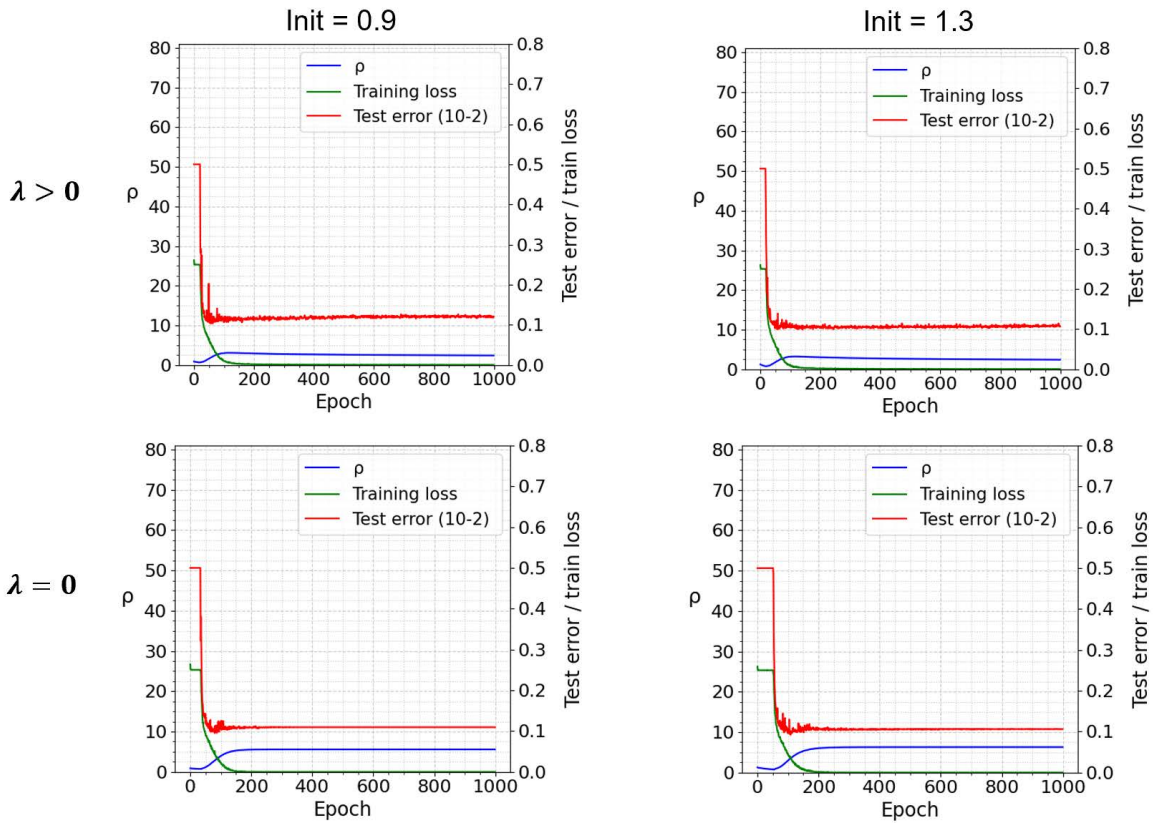 Init = 0.9
Init = 1.3
λ > 0
80
70
60
50
40
30
20
10
0
ρ
0.8
0.7
0.6
0.5
0.4
0.3
0.2
0.1
0.0
Test error / train loss
ρ
Training loss
Test error (10-2)
0 200 400 600 800 1000
Epoch
80
70
60
50
40
30
20
10
0
ρ
0.8
0.7
0.6
0.5
0.4
0.3
0.2
0.1
0.0
Test error / train loss
ρ
Training loss
Test error (10-2)
0 200 400 600 800 1000
Epoch
λ = 0
80
70
60
50
40
30
20
10
0
ρ
0.8
0.7
0.6
0.5
0.4
0.3
0.2
0.1
0.0
Test error / train loss
ρ
Training loss
Test error (10-2)
0 200 400 600 800 1000
Epoch
80
70
60
50
40
30
20
10
0
ρ
0.8
0.7
0.6
0.5
0.4
0.3
0.2
0.1
0.0
Test error / train loss
ρ
Training loss
Test error (10-2)
0 200 400 600 800 1000
Epoch